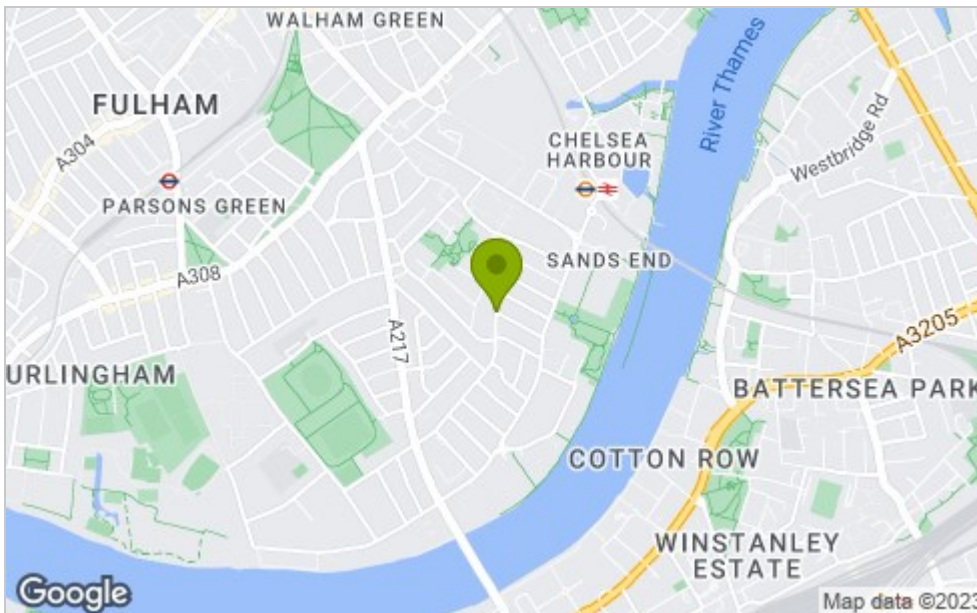 WALHAM GREEN
FULHAM
A304
PARSONS GREEN
A308
CHELSEA
HARBOUR
River Thames
Westbridge Rd
SANDS END
A217
A3205
URLINGHAM
BATTERSEA PARK
COTTON ROW
WINSTANLEY
ESTATE
Google
Map data ©2021